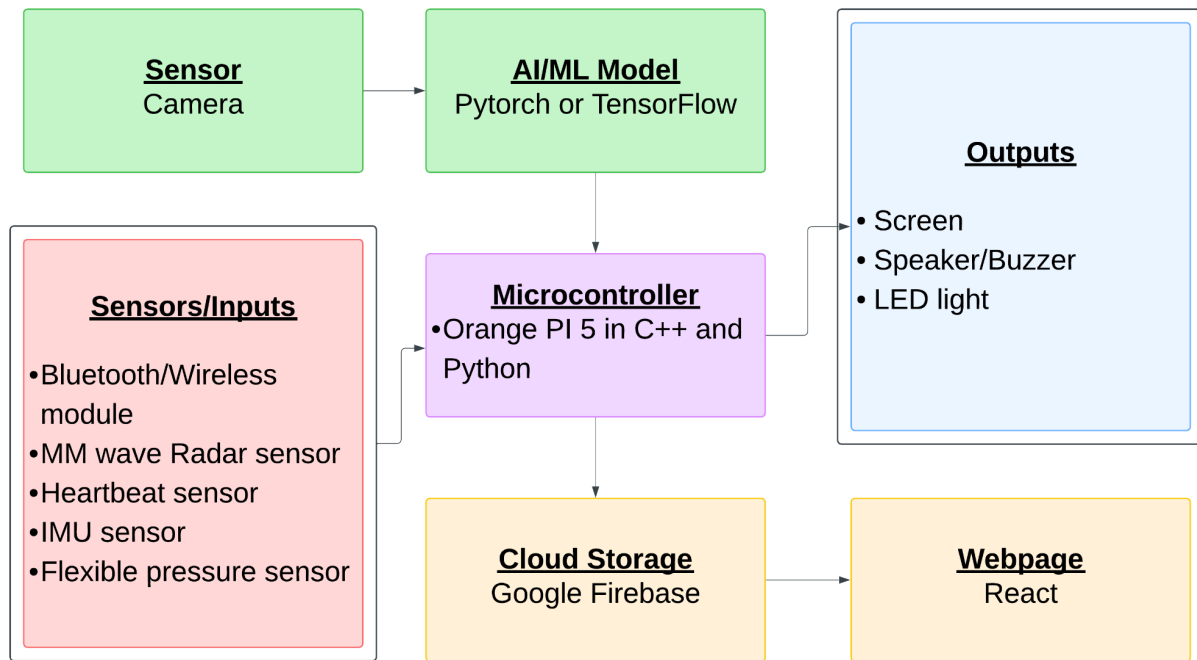 Sensor
Camera
AI/ML Model
Pytorch or TensorFlow
Outputs
• Screen
• Speaker/Buzzer
• LED light
Sensors/Inputs
•Bluetooth/Wireless
module
•MM wave Radar sensor
•Heartbeat sensor
•IMU sensor
•Flexible pressure sensor
Microcontroller
•Orange PI 5 in C++ and
Python
Cloud Storage
Google Firebase
Webpage
React